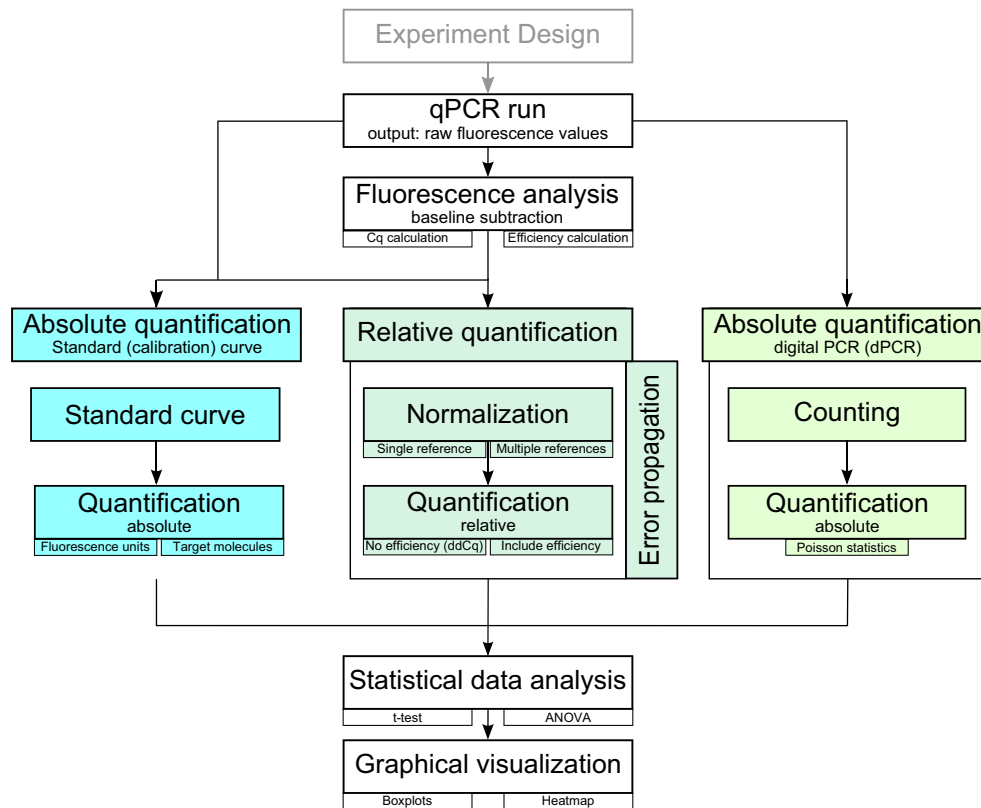 Experiment Design
qPCR run
output: raw fluorescence values
Fluorescence analysis
baseline subtraction
Cq calculation
Efficiency calculation
Absolute quantification
Standard (calibration) curve
Standard curve
Quantification
absolute
Fluorescence units
Target molecules
Relative quantification
Normalization
Single reference
Multiple references
Quantification
relative
No efficiency (ddCq)
Include efficiency
Error propagation
Absolute quantification
digital PCR (dPCR)
Counting
Quantification
absolute
Poisson statistics
Statistical data analysis
t-test
ANOVA
Graphical visualization
Boxplots
Heatmap